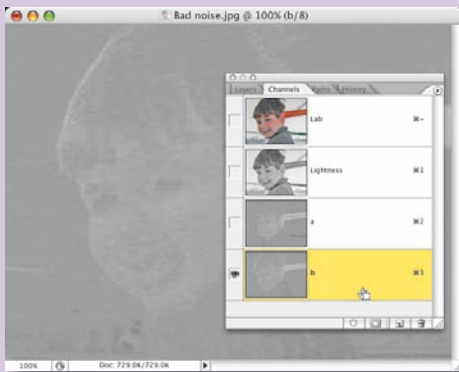 Bad noise.jpg @ 100% (b/8)
Layers Channels Paths History
Lab ⌘~
Lightness ⌘1
a ⌘2
b ⌘3
100% Doc: 729.0K/729.0K